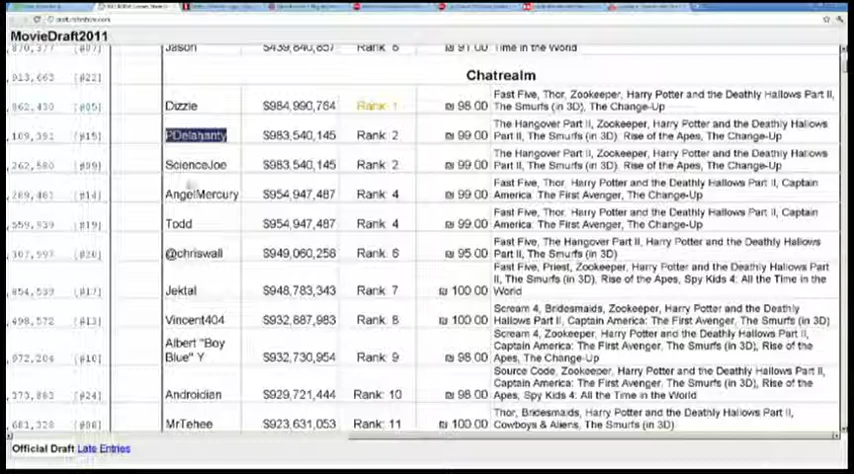 MovieDraft2011
Jason $439,840,857 Rank: 6 ₪ 91.00 Time in the World
[#22]
Chatrealm
[#05] Dizzle $984,990,764 Rank: 1 ₪ 98.00 Fast Five, Thor, Zookeeper, Harry Potter and the Deathly Hallows Part II,
The Smurfs (in 3D), The Change-Up
[#15] PDelahanty $983,540,145 Rank: 2 ₪ 99.00 The Hangover Part II, Zookeeper, Harry Potter and the Deathly Hallows
Part II, The Smurfs (in 3D). Rise of the Apes, The Change-Up
[#09] ScienceJoe $983,540,145 Rank: 2 ₪ 99.00 The Hangover Part II, Zookeeper, Harry Potter and the Deathly Hallows
Part II, The Smurfs (in 3D). Rise of the Apes, The Change-Up
[#14] AngelMercury $954,947,487 Rank: 4 ₪ 99.00 Fast Five, Thor, Harry Potter and the Deathly Hallows Part II, Captain
America: The First Avenger, The Change-Up
[#19] Todd $954,947,487 Rank: 4 ₪ 99.00 Fast Five, Thor, Harry Potter and the Deathly Hallows Part II, Captain
America: The First Avenger, The Change-Up
[#20] @chriswall $949,060,258 Rank: 6 ₪ 95.00 Fast Five, The Hangover Part II, Harry Potter and the Deathly Hallows
Part II, The Smurfs (in 3D)
[#17] Jektal $948,783,343 Rank: 7 ₪ 100.00 Fast Five, Priest, Zookeeper, Harry Potter and the Deathly Hallows Part
II, The Smurfs (in 3D), Rise of the Apes, Spy Kids 4: All the Time in the
World
[#13] Vincent404 $932,887,983 Rank: 8 ₪ 100.00 Scream 4, Bridesmaids, Zookeeper, Harry Potter and the Deathly
Hallows Part II, Captain America: The First Avenger, The Smurfs (in 3D)
[#10] Albert "Boy
Blue" Y $932,730,954 Rank: 9 ₪ 98.00 Scream 4, Zookeeper, Harry Potter and the Deathly Hallows Part II,
Captain America: The First Avenger, The Smurfs (in 3D), Rise of the
Apes, The Change-Up
[#24] Androidian $929,721,444 Rank: 10 ₪ 98.00 Source Code, Zookeeper, Harry Potter and the Deathly Hallows Part II,
Captain America: The First Avenger, The Smurfs (in 3D), Rise of the
Apes, Spy Kids 4: All the Time in the World
[#06] MrTehee $923,631,053 Rank: 11 ₪ 100.00 Thor, Bridesmaids, Harry Potter and the Deathly Hallows Part II,
Cowboys & Aliens, The Smurfs (in 3D)
Official Draft Late Entries